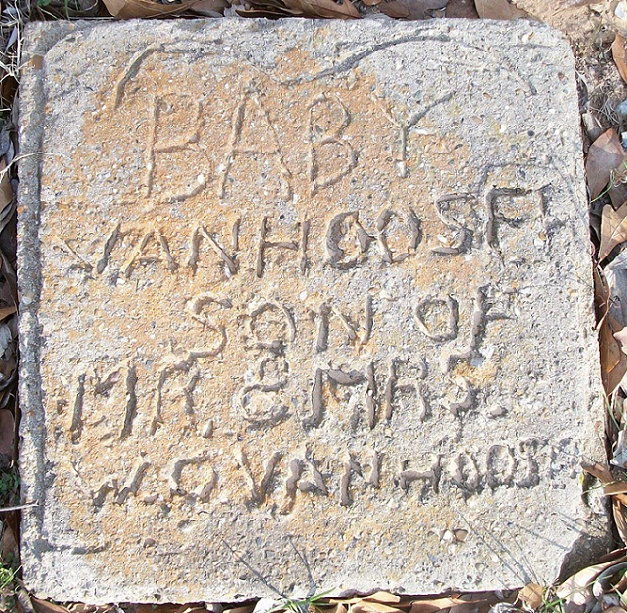 BABY
VANHOOSE
SON OF
MR. & MRS.
W.O. VANHOOSE